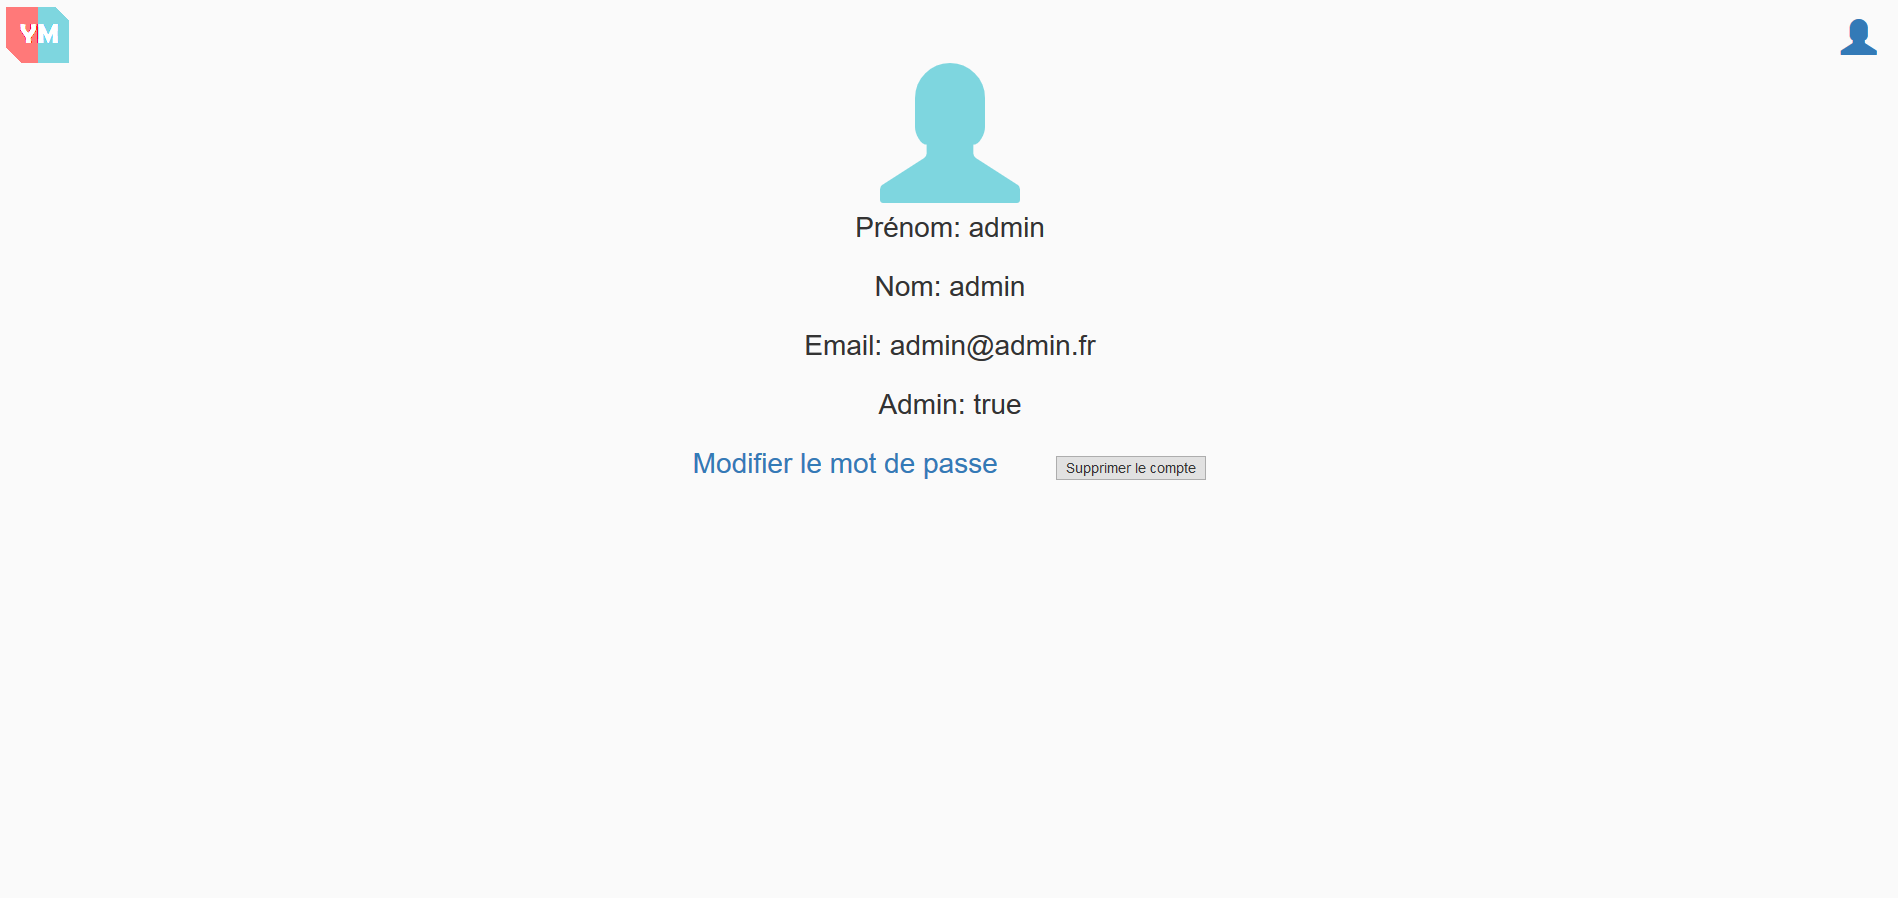 YM
Prénom: admin
Nom: admin
Email: admin@admin.fr
Admin: true
Modifier le mot de passe Supprimer le compte